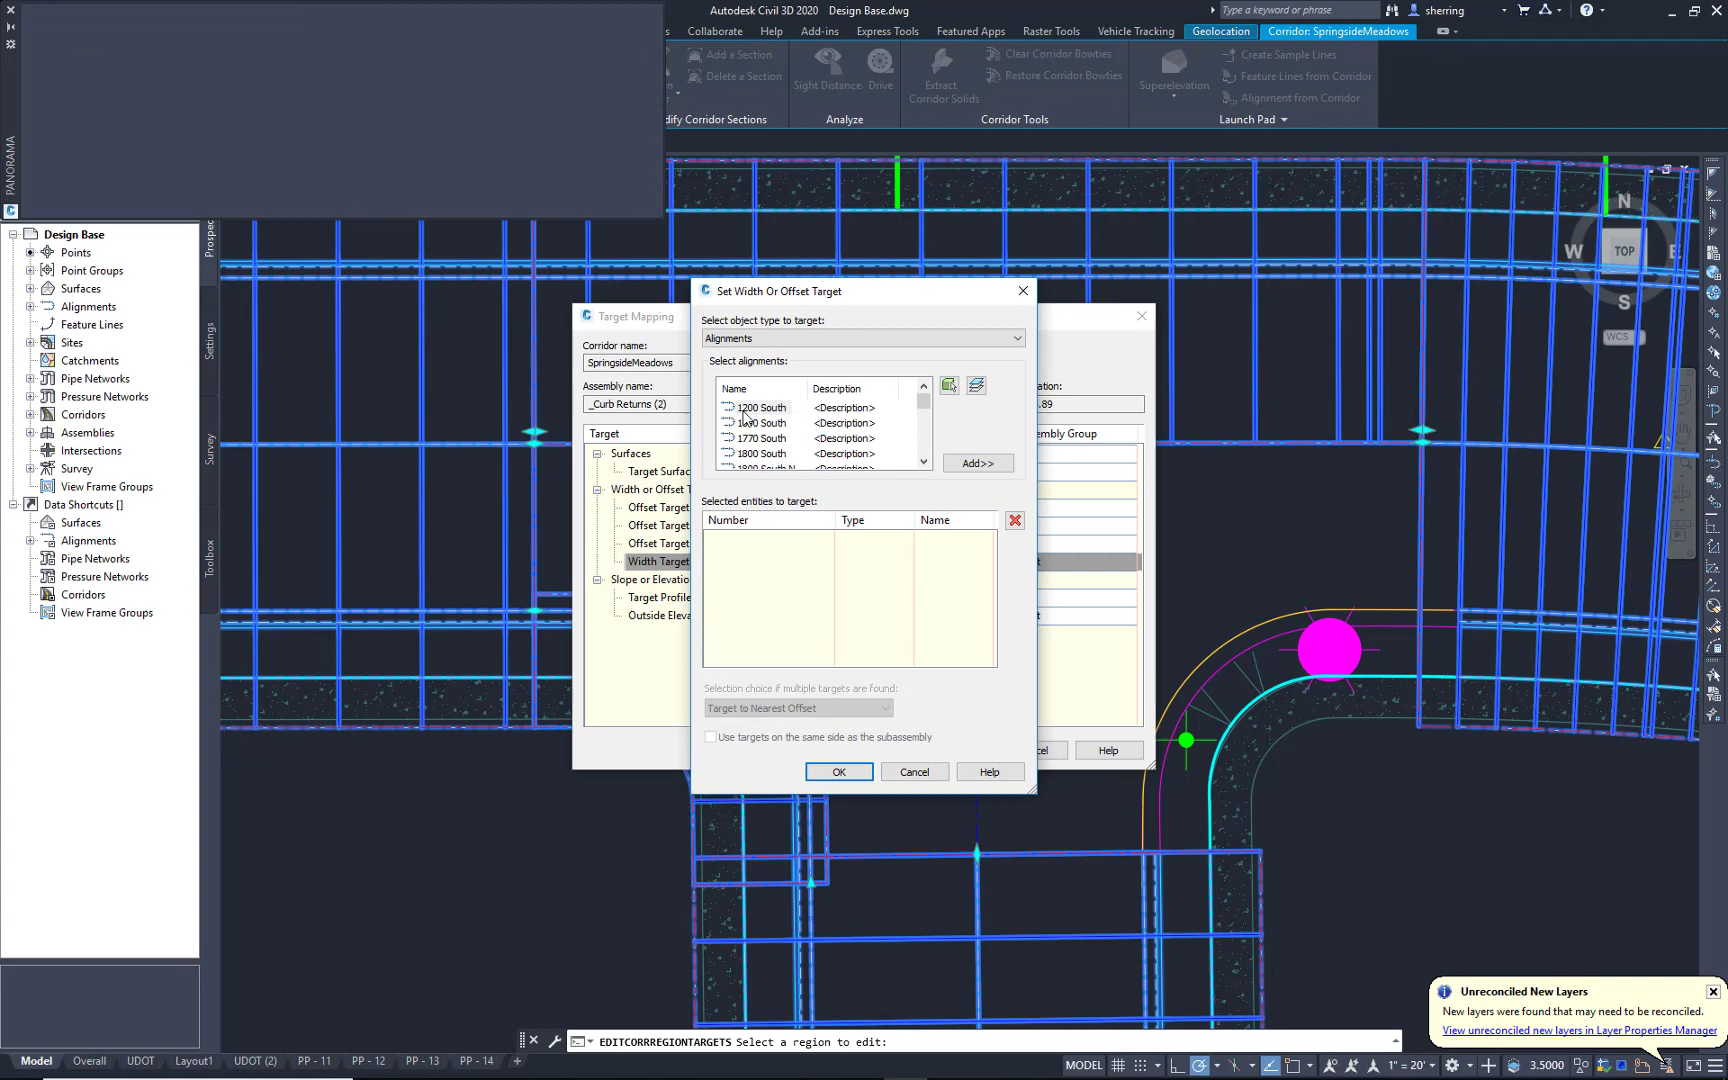 Autodesk Civil 3D 2020 Design Base.dwg
Type a keyword or phrase
sherring
Collaborate Help Add-ins Express Tools Featured Apps Raster Tools Vehicle Tracking Geolocation Corridor: SpringsideMeadows
Add a Section
Delete a Section
Sight Distance Drive
Extract Corridor Solids
Clear Corridor Bowties
Restore Corridor Bowties
Superelevation
Create Sample Lines
Feature Lines from Corridor
Alignment from Corridor
dify Corridor Sections Analyze Corridor Tools Launch Pad
PANORAMA
Design Base
Points
Point Groups
Surfaces
Alignments
Feature Lines
Sites
Catchments
Pipe Networks
Pressure Networks
Corridors
Assemblies
Intersections
Survey
View Frame Groups
Data Shortcuts []
Surfaces
Alignments
Pipe Networks
Pressure Networks
Corridors
View Frame Groups
Prospec
Settings
Survey
Toolbox
N
W TOP E
S
WCS
Target Mapping
Corridor name:
SpringsideMeadows
Assembly name:
_Curb Returns (2)
.89
Target
embly Group
Surfaces
Target Surfac
Width or Offset T
Offset Target
Offset Target
Offset Target
Width Target
Slope or Elevatio
Target Profile
Outside Eleva
cel
Help
Set Width Or Offset Target
Select object type to target:
Alignments
Select alignments:
Name Description
1200 South <Description>
South <Description>
1770 South <Description>
1800 South <Description>
1800 South N <Description>
Add>>
Selected entities to target:
Number Type Name
Selection choice if multiple targets are found:
Target to Nearest Offset
Use targets on the same side as the subassembly
OK Cancel Help
Unreconciled New Layers
New layers were found that may need to be reconciled.
View unreconciled new layers in Layer Properties Manager
EDITCORRREGIONTARGETS Select a region to edit:
Model Overall UDOT Layout1 UDOT (2) PP - 11 PP - 12 PP - 13 PP - 14 +
MODEL 1" = 20' 3.5000